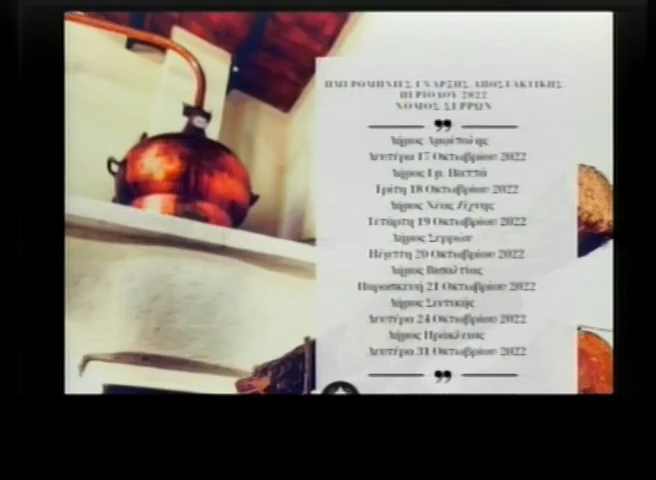 ΗΜΕΡΟΜΗΝΙΕΣ ΕΝΑΡΞΗΣ ΑΠΟΣΤΑΚΤΙΚΗΣ
ΠΕΡΙΟΔΟΥ 2022
ΝΟΜΟΣ ΣΕΡΡΩΝ
Δήμος Αμφίπολης
Δευτέρα 17 Οκτωβρίου 2022
Δήμος Εμ. Παππά
Τρίτη 18 Οκτωβρίου 2022
Δήμος Νέας Ζίχνης
Τετάρτη 19 Οκτωβρίου 2022
Δήμος Σερρών
Πέμπτη 20 Οκτωβρίου 2022
Δήμος Βισαλτίας
Παρασκευή 21 Οκτωβρίου 2022
Δήμος Σιντικής
Δευτέρα 24 Οκτωβρίου 2022
Δήμος Ηράκλειας
Δευτέρα 31 Οκτωβρίου 2022